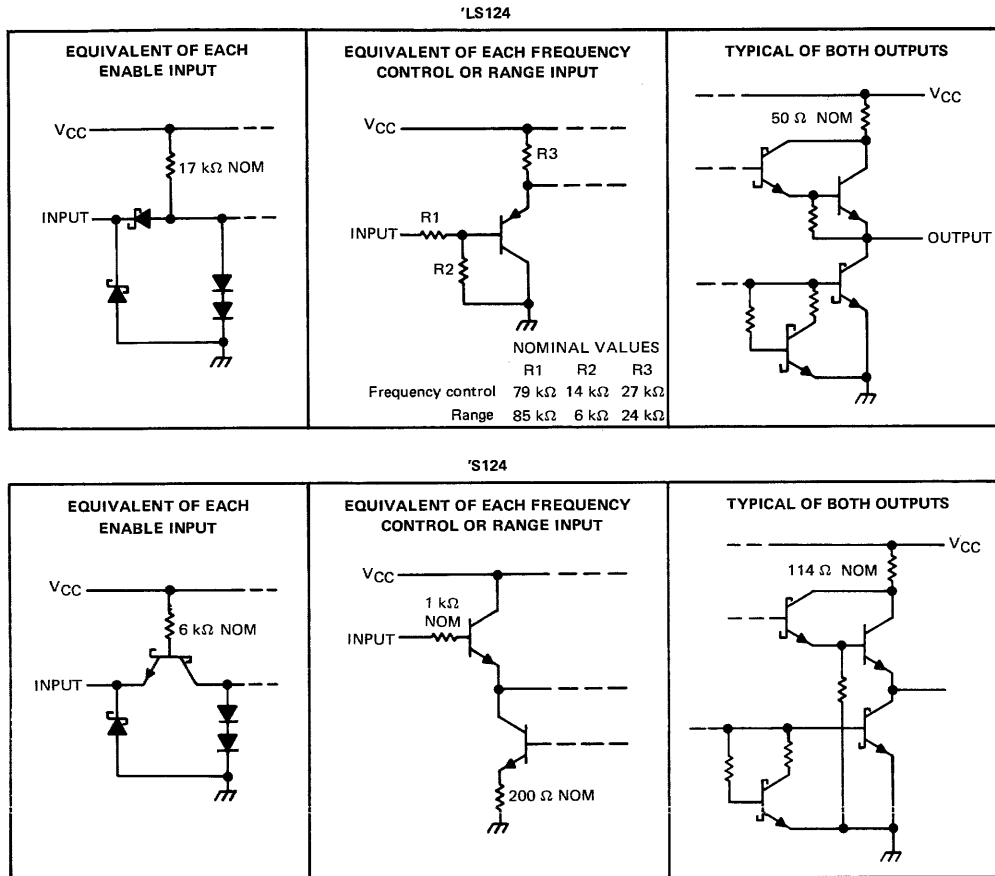 'LS124
EQUIVALENT OF EACH
ENABLE INPUT
VCC
17 kΩ NOM
INPUT
EQUIVALENT OF EACH FREQUENCY
CONTROL OR RANGE INPUT
VCC
R3
R1
INPUT
R2
NOMINAL VALUES
R1 R2 R3
Frequency control 79 kΩ 14 kΩ 27 kΩ
Range 85 kΩ 6 kΩ 24 kΩ
TYPICAL OF BOTH OUTPUTS
VCC
50 Ω NOM
OUTPUT
'S124
EQUIVALENT OF EACH
ENABLE INPUT
VCC
6 kΩ NOM
INPUT
EQUIVALENT OF EACH FREQUENCY
CONTROL OR RANGE INPUT
VCC
1 kΩ
NOM
INPUT
200 Ω NOM
TYPICAL OF BOTH OUTPUTS
VCC
114 Ω NOM